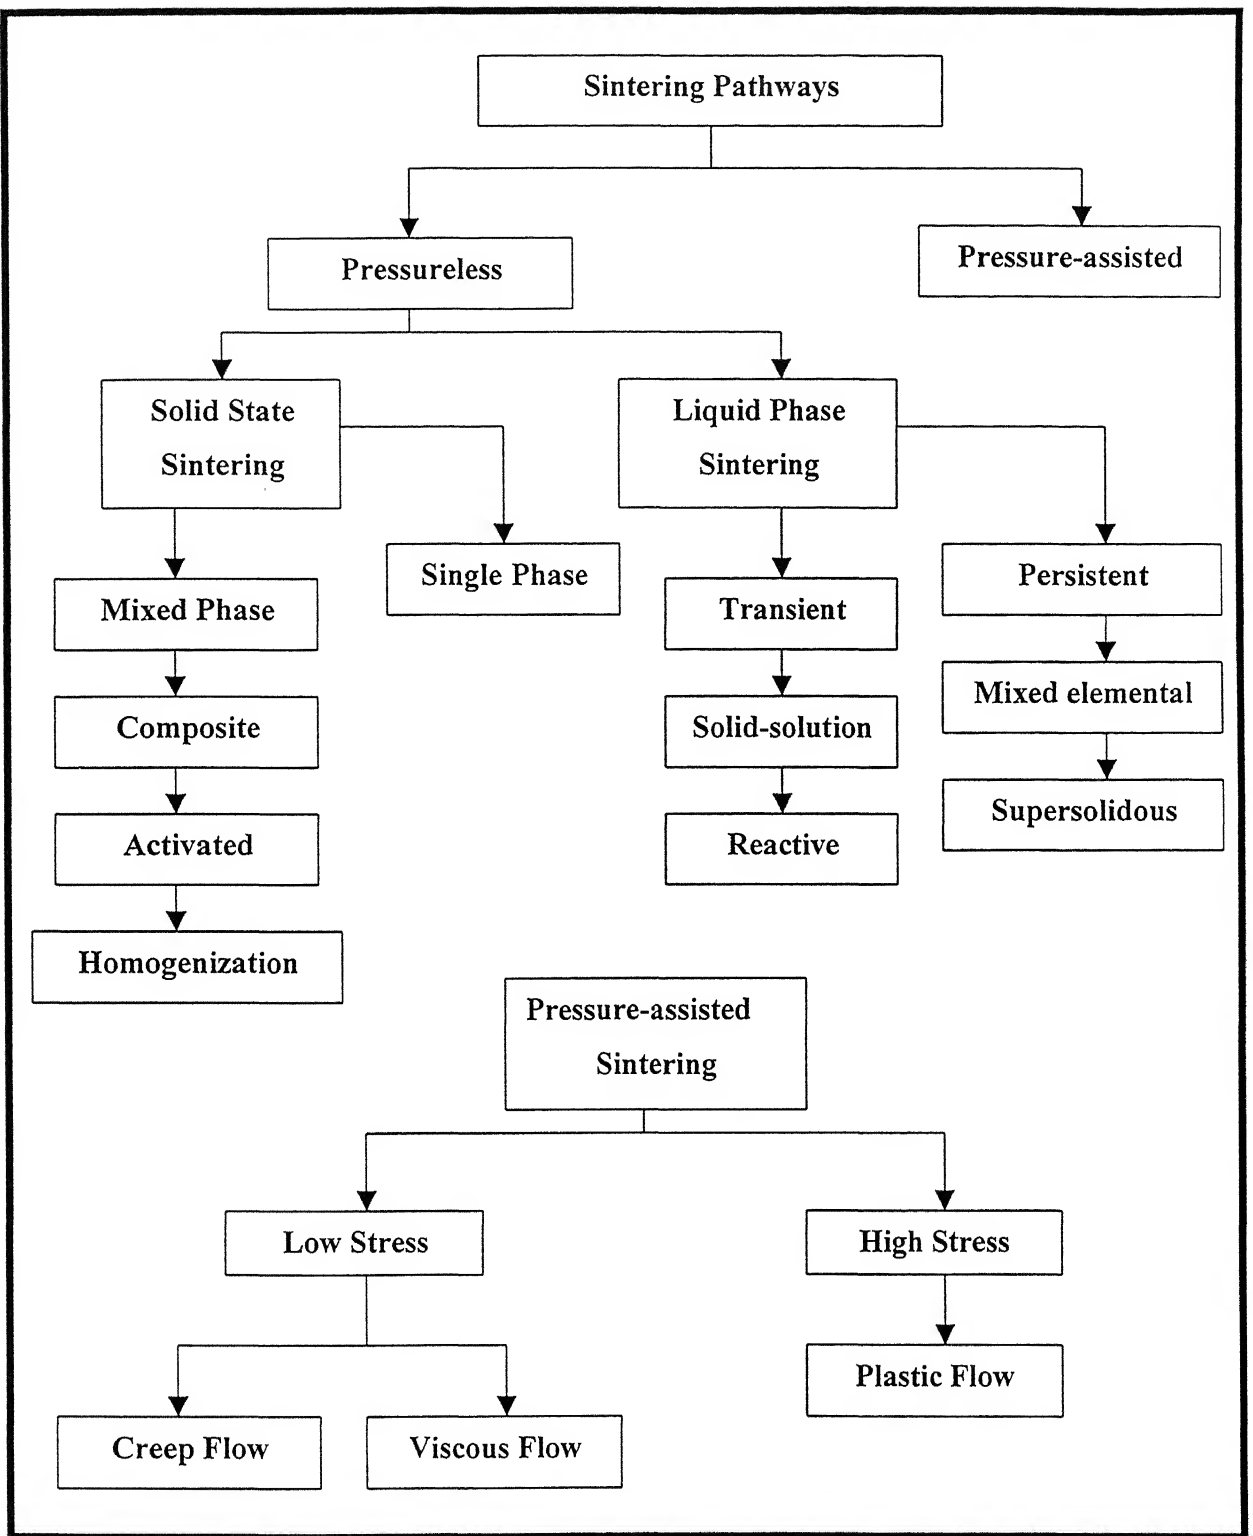 Sintering Pathways
Pressureless
Pressure-assisted
Solid State
Sintering
Liquid Phase
Sintering
Single Phase
Persistent
Mixed Phase
Transient
Mixed elemental
Composite
Solid-solution
Supersolidous
Activated
Reactive
Homogenization
Pressure-assisted
Sintering
Low Stress
High Stress
Plastic Flow
Creep Flow
Viscous Flow